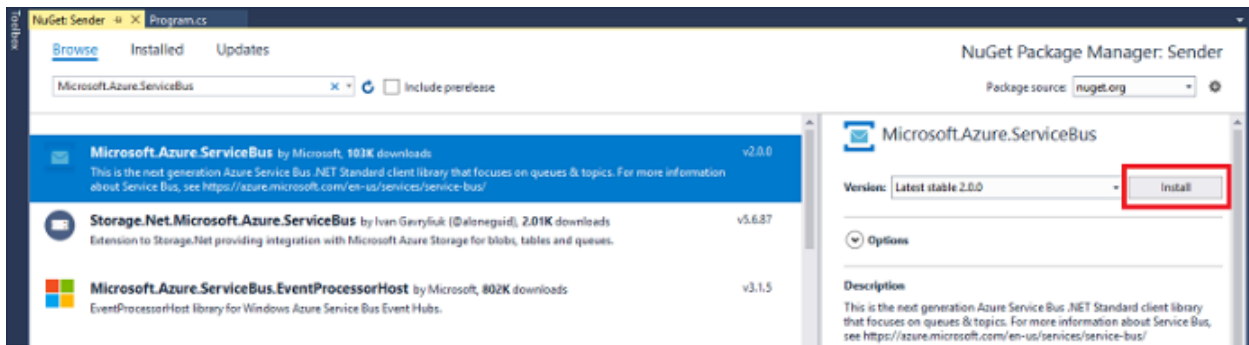 Toolbox
NuGet: Sender
Program.cs
Browse Installed Updates
NuGet Package Manager: Sender
Microsoft.Azure.ServiceBus
Include prerelease
Package source: nuget.org
Microsoft.Azure.ServiceBus by Microsoft, 103K downloads v2.0.0
This is the next generation Azure Service Bus .NET Standard client library that focuses on queues & topics. For more information
about Service Bus, see https://azure.microsoft.com/en-us/services/service-bus/
Storage.Net.Microsoft.Azure.ServiceBus by Ivan Gavryliuk (@aloneguid), 2.01K downloads v5.6.87
Extension to Storage.Net providing integration with Microsoft Azure Storage for blobs, tables and queues.
Microsoft.Azure.ServiceBus.EventProcessorHost by Microsoft, 802K downloads v3.1.5
EventProcessorHost library for Windows Azure Service Bus Event Hubs.
Microsoft.Azure.ServiceBus
Version: Latest stable 2.0.0 Install
Options
Description
This is the next generation Azure Service Bus .NET Standard client library
that focuses on queues & topics. For more information about Service Bus,
see https://azure.microsoft.com/en-us/services/service-bus/